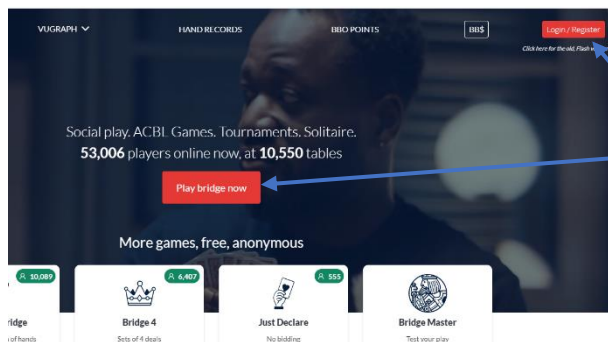 VUGRAPH HAND RECORDS BBO POINTS BB$ Login / Register
Click here for the old, Flash
Social play. ACBL Games. Tournaments. Solitaire.
53,006 players online now, at 10,550 tables
Play bridge now
More games, free, anonymous
10,089 6,407 555
ridge Bridge 4 Just Declare Bridge Master
of hands Sets of 4 deals No bidding Test your play